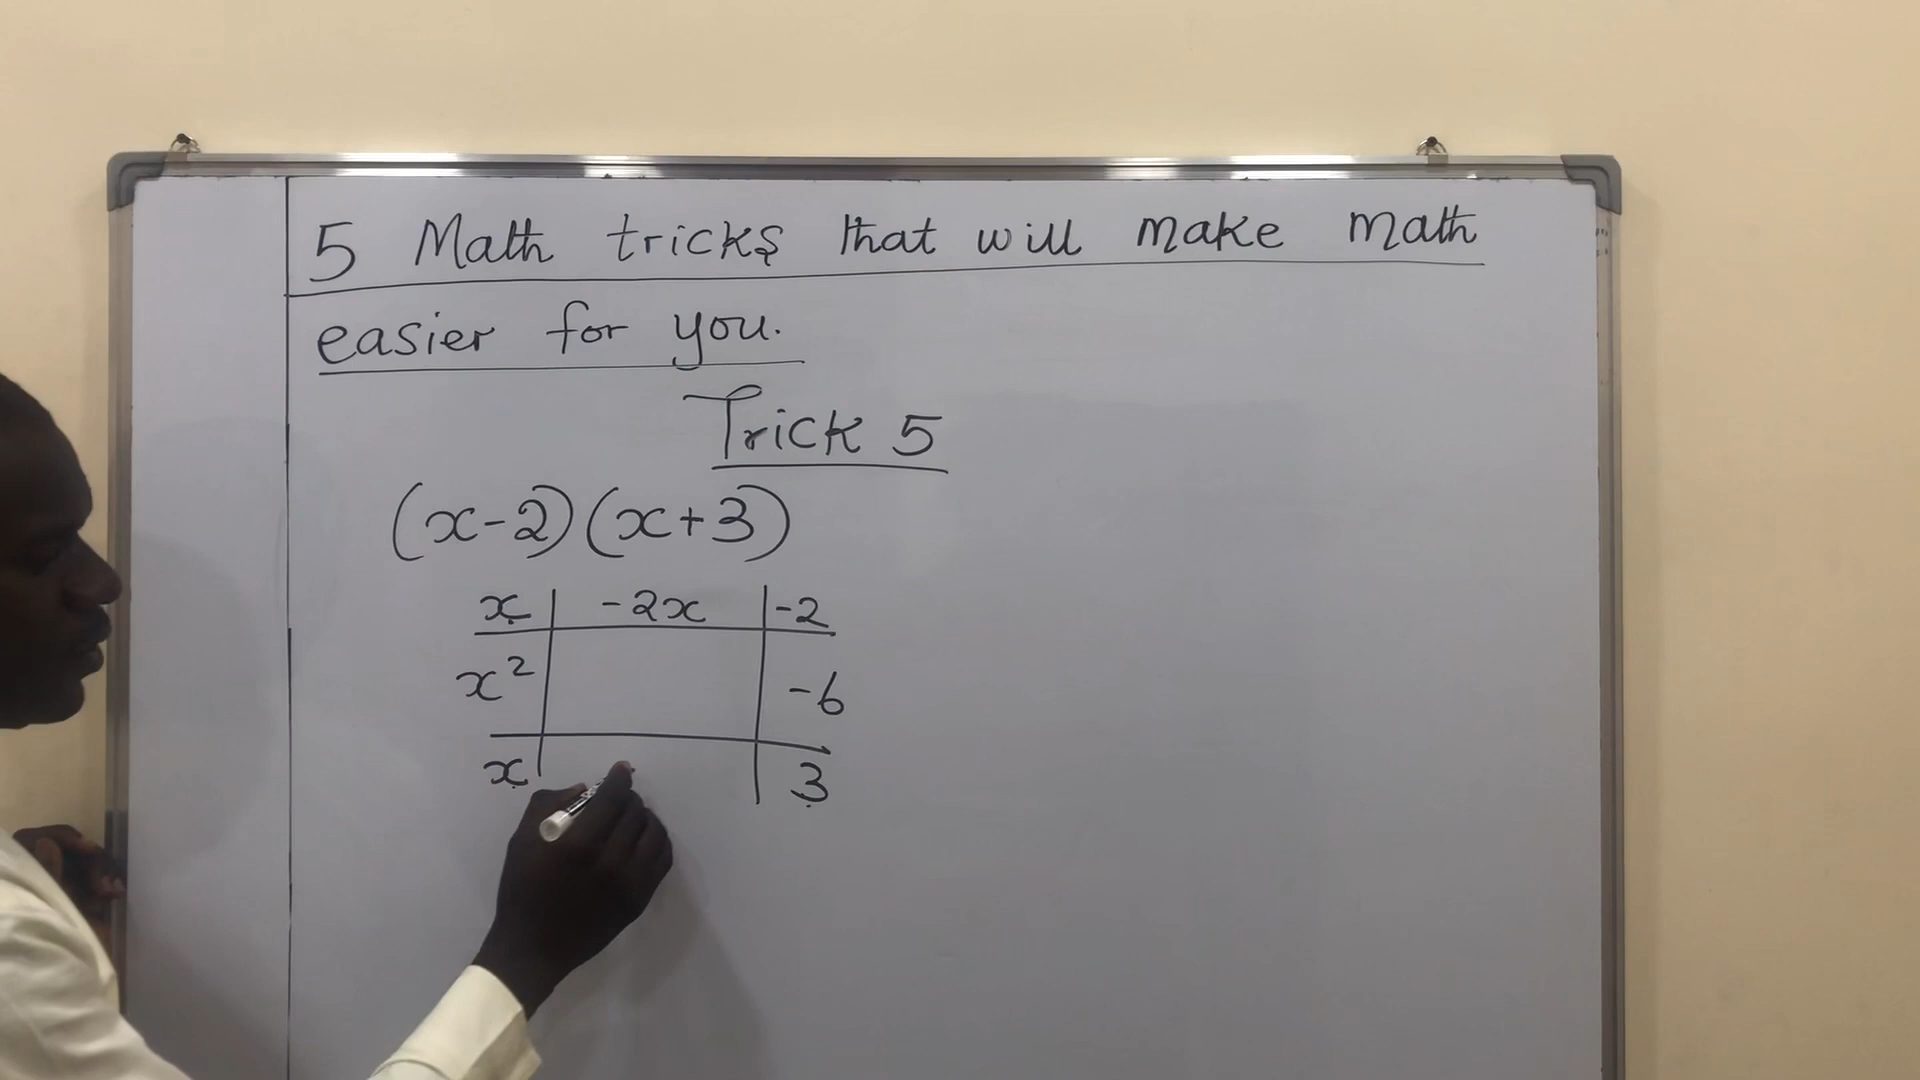 5 Math tricks that will make math
easier for you.
Trick 5
(x-2)(x+3)
x -2x -2
x² -6
x 3